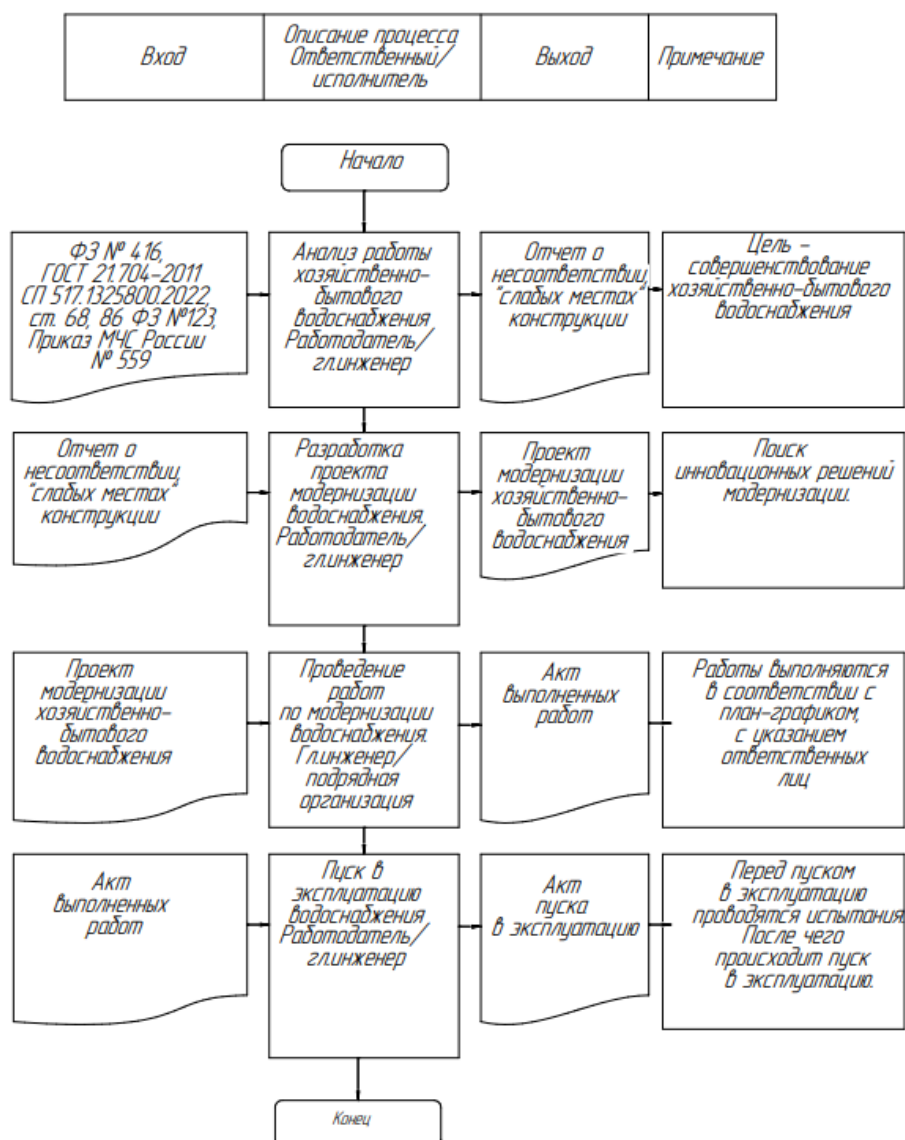 Вход
Описание процесса
Ответственный/
исполнитель
Выход
Примечание
Начало
ФЗ № 416,
ГОСТ 21.704-2011
СП 517.1325800.2022,
ст. 68, 86 ФЗ №123,
Приказ МЧС России
№ 559
Анализ работы
хозяйственно-
бытового
водоснабжения
Работодатель/
гл.инженер
Отчет о
несоответствии,
"слабых местах"
конструкции
Цель -
совершенствование
хозяйственно-бытового
водоснабжения
Отчет о
несоответствии,
"слабых местах"
конструкции
Разработка
проекта
модернизации
водоснабжения.
Работодатель/
гл.инженер
Проект
модернизации
хозяйственно-
бытового
водоснабжения
Поиск
инновационных решений
модернизации.
Проект
модернизации
хозяйственно-
бытового
водоснабжения
Проведение
работ
по модернизации
водоснабжения.
Гл.инженер/
подрядная
организация
Акт
выполненных
работ
Работы выполняются
в соответствии с
план-графиком,
с указанием
ответственных
лиц
Акт
выполненных
работ
Пуск в
эксплуатацию
водоснабжения
Работодатель/
гл.инженер
Акт
пуска
в эксплуатацию
Перед пуском
в эксплуатацию
проводятся испытания.
После чего
происходит пуск
в эксплуатацию.
Конец